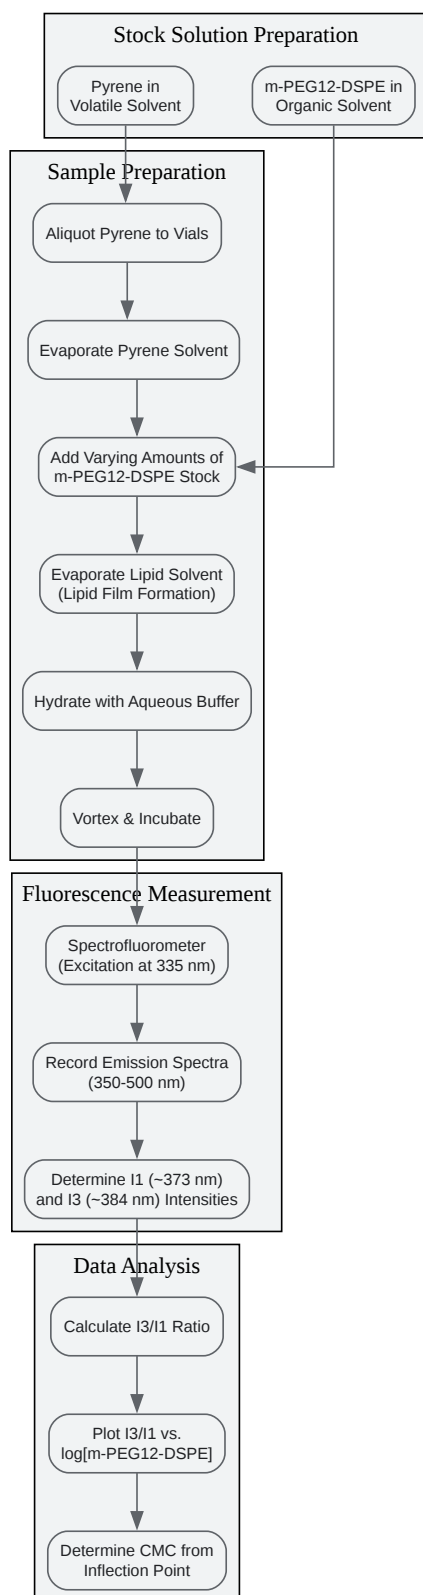 Stock Solution Preparation
Pyrene in
Volatile Solvent
m-PEG12-DSPE in
Organic Solvent
Sample Preparation
Aliquot Pyrene to Vials
Evaporate Pyrene Solvent
Add Varying Amounts of
m-PEG12-DSPE Stock
Evaporate Lipid Solvent
(Lipid Film Formation)
Hydrate with Aqueous Buffer
Vortex & Incubate
Fluorescence Measurement
Spectrofluorometer
(Excitation at 335 nm)
Record Emission Spectra
(350-500 nm)
Determine I1 (~373 nm)
and I3 (~384 nm) Intensities
Data Analysis
Calculate I3/I1 Ratio
Plot I3/I1 vs.
log[m-PEG12-DSPE]
Determine CMC from
Inflection Point